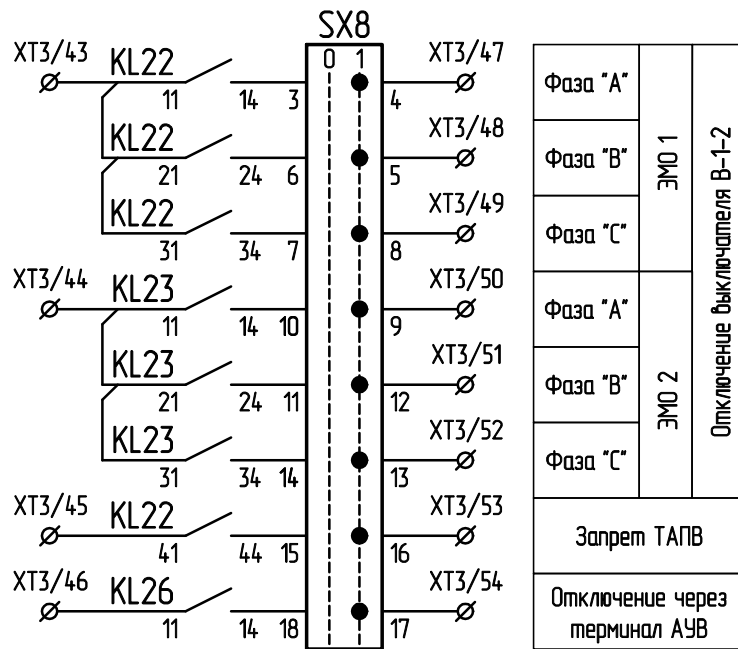 SX8
0 1
XT3/43 KL22 11 14 3 4 XT3/47 Фаза "А"
KL22 21 24 6 5 XT3/48 Фаза "В"
KL22 31 34 7 8 XT3/49 Фаза "С"
ЭМО 1
XT3/44 KL23 11 14 10 9 XT3/50 Фаза "А"
KL23 21 24 11 12 XT3/51 Фаза "В"
KL23 31 34 14 13 XT3/52 Фаза "С"
ЭМО 2
Отключение выключателя В-1-2
XT3/45 KL22 41 44 15 16 XT3/53 Запрет ТАПВ
XT3/46 KL26 11 14 18 17 XT3/54 Отключение через
терминал АУВ